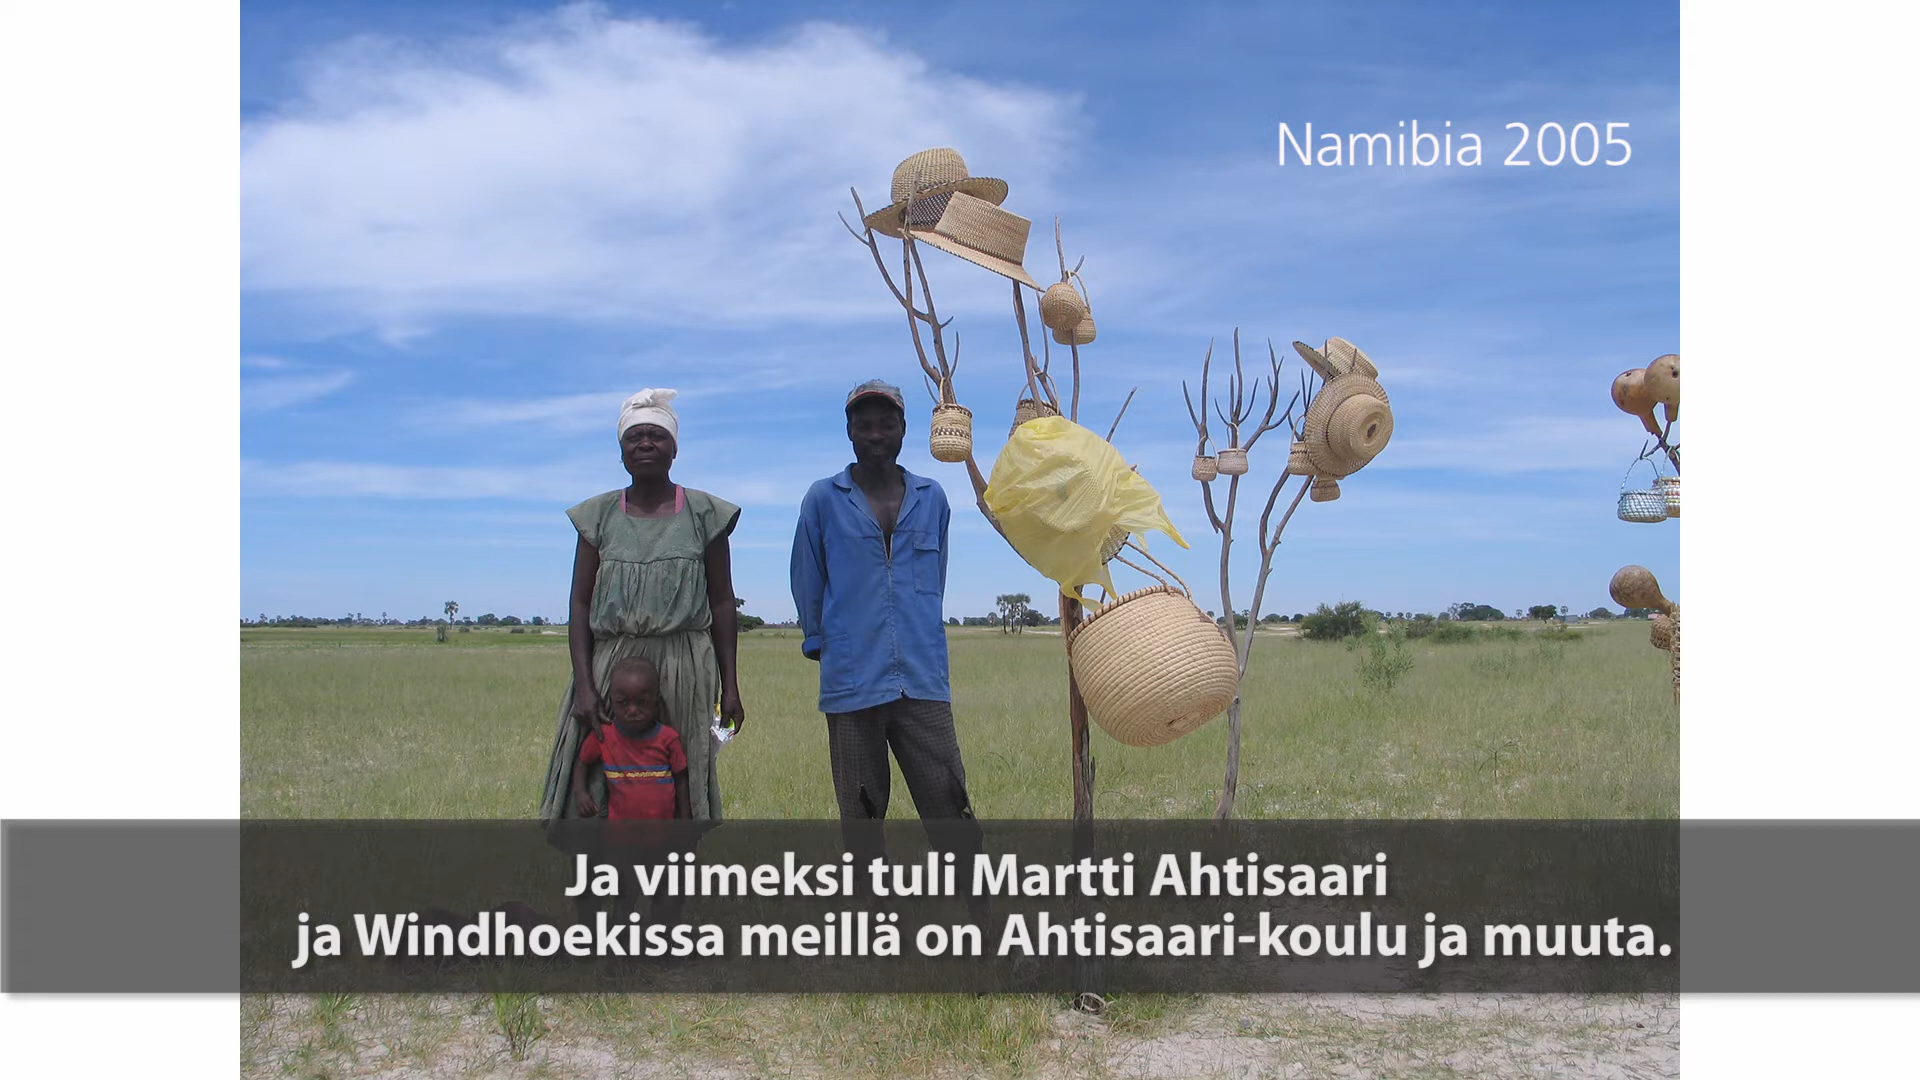 Namibia 2005
Ja viimeksi tuli Martti Ahtisaari
ja Windhoekissa meillä on Ahtisaari-koulu ja muuta.